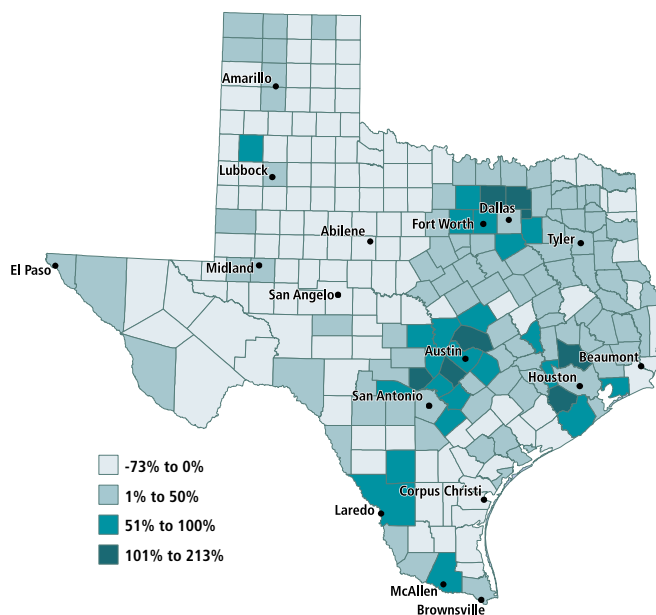 Amarillo
Lubbock
Dallas
Fort Worth
Abilene
Tyler
El Paso
Midland
San Angelo
Austin
Beaumont
Houston
San Antonio
-73% to 0%
1% to 50%
Corpus Christi
Laredo
51% to 100%
101% to 213%
McAllen
Brownsville